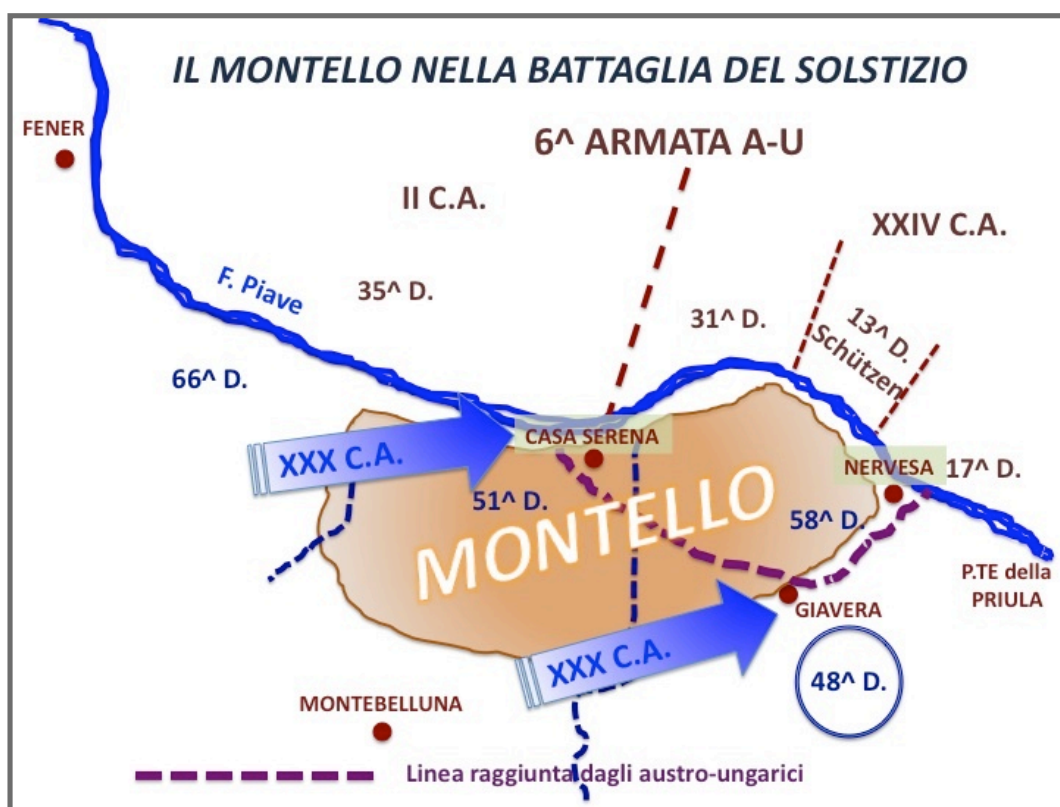 IL MONTELLO NELLA BATTAGLIA DEL SOLSTIZIO
FENER
6^ ARMATA A-U
II C.A.
XXIV C.A.
F. Piave
35^ D.
31^ D.
13^ D.
Schützen
66^ D.
XXX C.A.
CASA SERENA
NERVESA
17^ D.
51^ D.
MONTELLO
58^ D.
P.TE della
PRIULA
GIAVERA
XXX C.A.
48^ D.
MONTEBELLUNA
Linea raggiunta dagli austro-ungarici